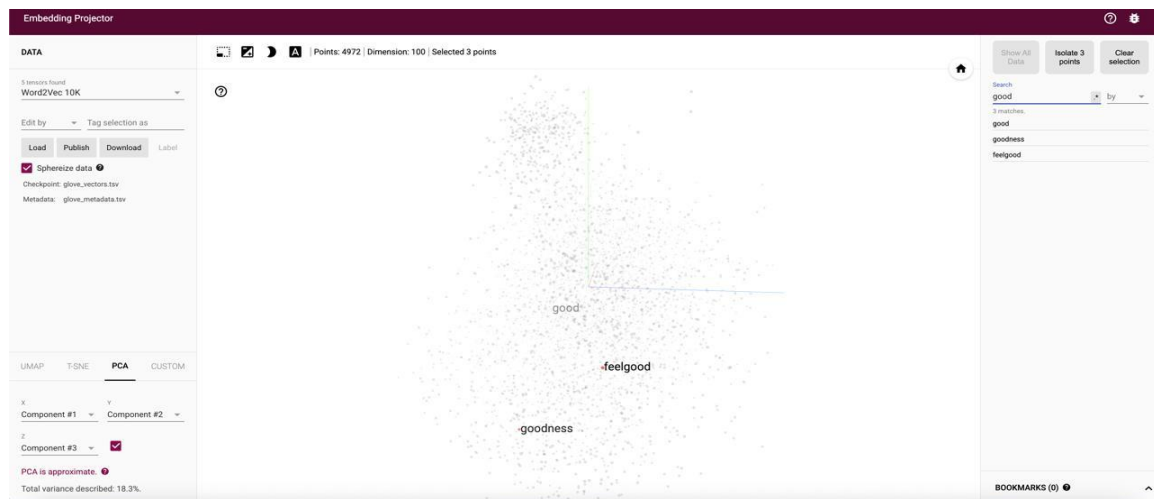 Embedding Projector
DATA
5 tensors found
Word2Vec 10K
Edit by
Tag selection as
Load Publish Download Label
Sphereize data
Checkpoint: glove_vectors.tsv
Metadata: glove_metadata.tsv
UMAP T-SNE PCA CUSTOM
X Y
Component #1 Component #2
Z
Component #3
PCA is approximate.
Total variance described: 18.3%.
A | Points: 4972 | Dimension: 100 | Selected 3 points
good
feelgood
goodness
Show All Data
Isolate 3 points
Clear selection
Search
good .* by
3 matches.
good
goodness
feelgood
BOOKMARKS (0)